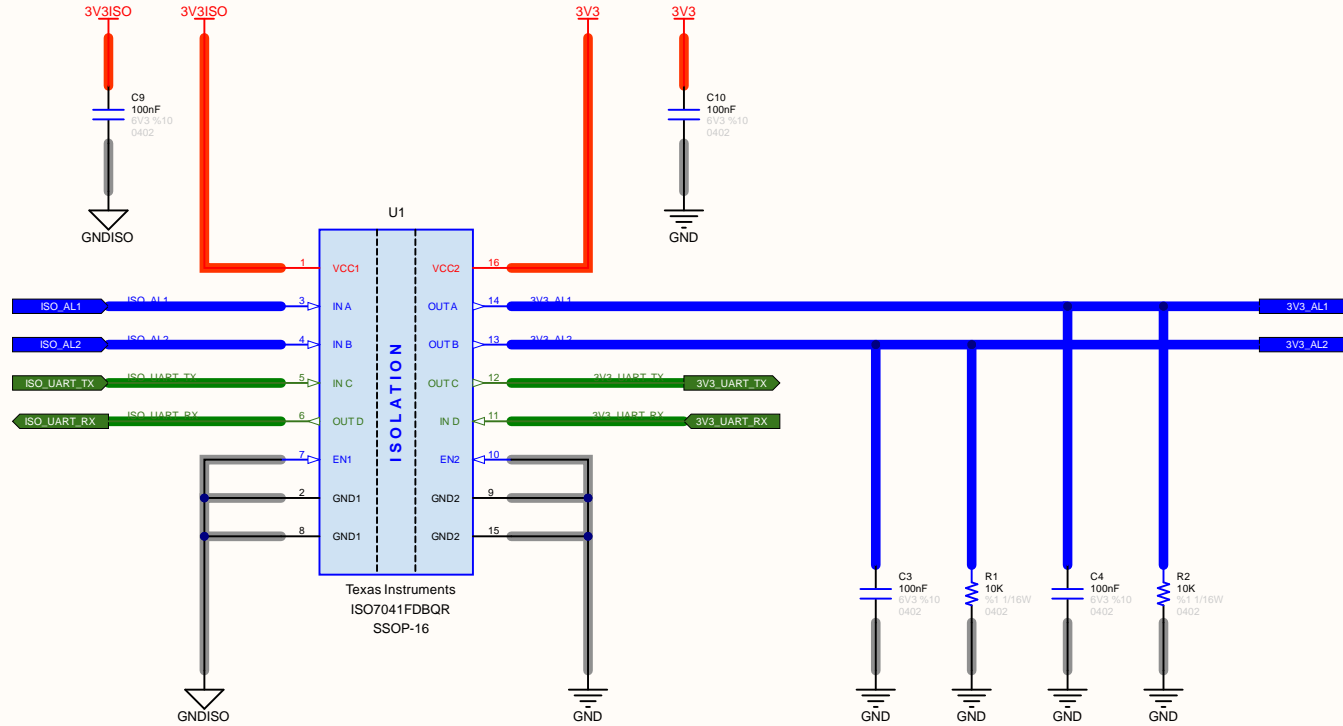 3V3ISO
3V3ISO
3V3
3V3
C9
100nF
6V3 %10
0402
C10
100nF
6V3 %10
0402
GNDISO
GND
U1
1
VCC1
VCC2
16
ISO_AL1
ISO_AL1
3
IN A
OUT A
14
3V3_AL1
3V3_AL1
ISO_AL2
ISO_AL2
4
IN B
OUT B
13
3V3_AL2
3V3_AL2
ISO_UART_TX
ISO_UART_TX
5
IN C
OUT C
12
3V3_UART_TX
3V3_UART_TX
ISO_UART_RX
ISO_UART_RX
6
OUT D
IN D
11
3V3_UART_RX
3V3_UART_RX
ISOLATION
7
EN1
EN2
10
2
GND1
GND2
9
8
GND1
GND2
15
Texas Instruments
ISO7041FDBQR
SSOP-16
C3
100nF
6V3 %10
0402
R1
10K
%1 1/16W
0402
C4
100nF
6V3 %10
0402
R2
10K
%1 1/16W
0402
GNDISO
GND
GND
GND
GND
GND